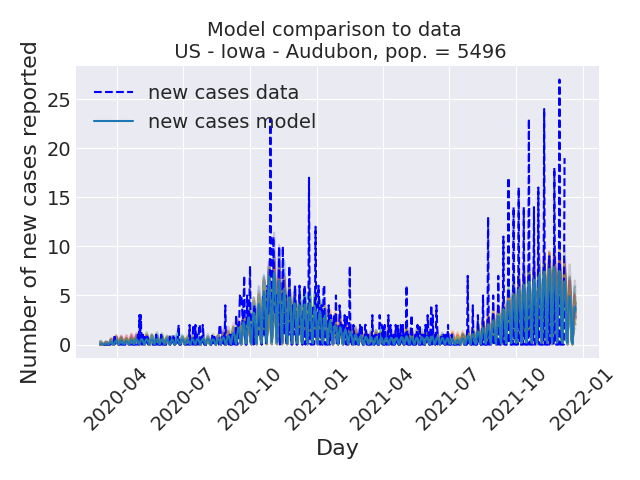 Model comparison to data
US - Iowa - Audubon, pop. = 5496
Number of new cases reported
25
20
15
10
5
0
new cases data
new cases model
2020-04
2020-07
2020-10
2021-01
2021-04
2021-07
2021-10
2022-01
Day